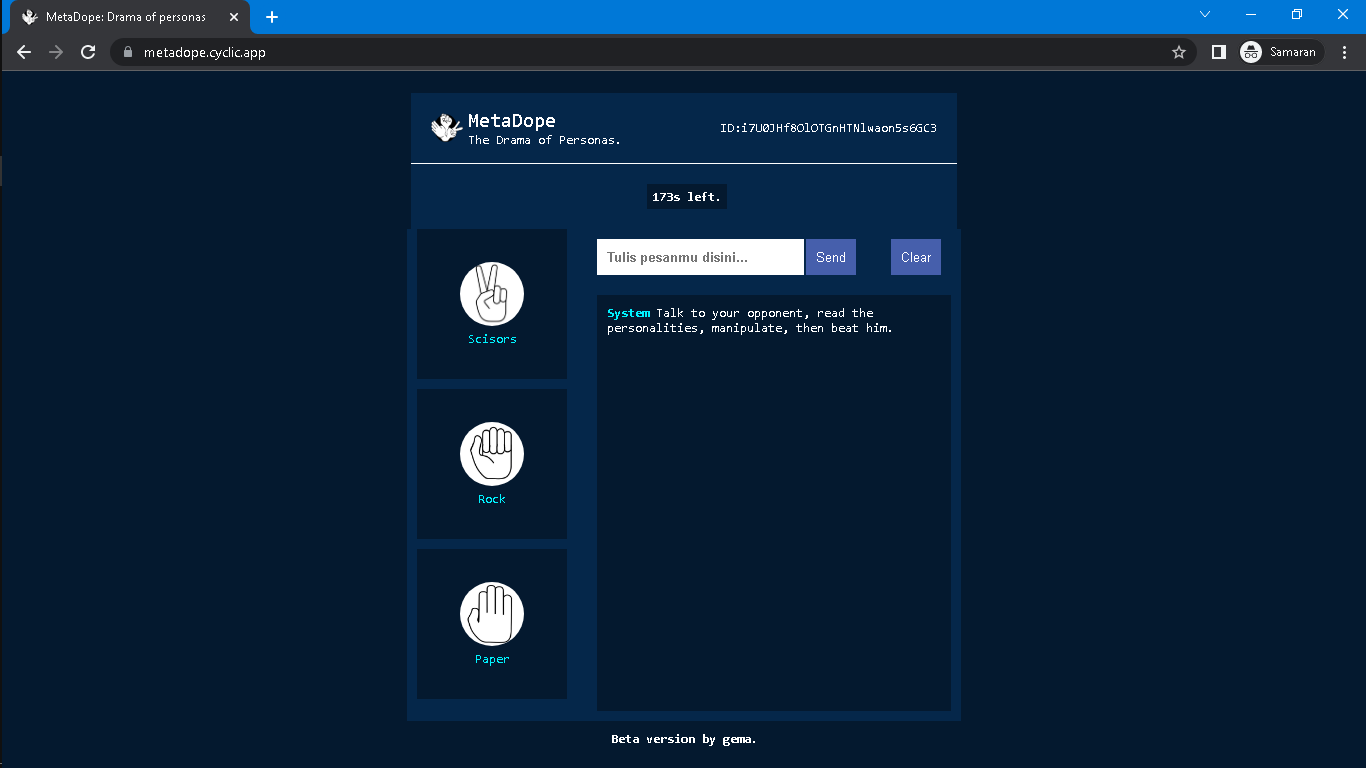 MetaDope: Drama of personas
metadope.cyclic.app
Samaran
MetaDope
The Drama of Personas.
ID:i7U0JHf8OlOTGnHTNlwaon5s6GC3
173s left.
Scisors
Rock
Paper
Tulis pesanmu disini...
Send
Clear
System Talk to your opponent, read the
personalities, manipulate, then beat him.
Beta version by gema.